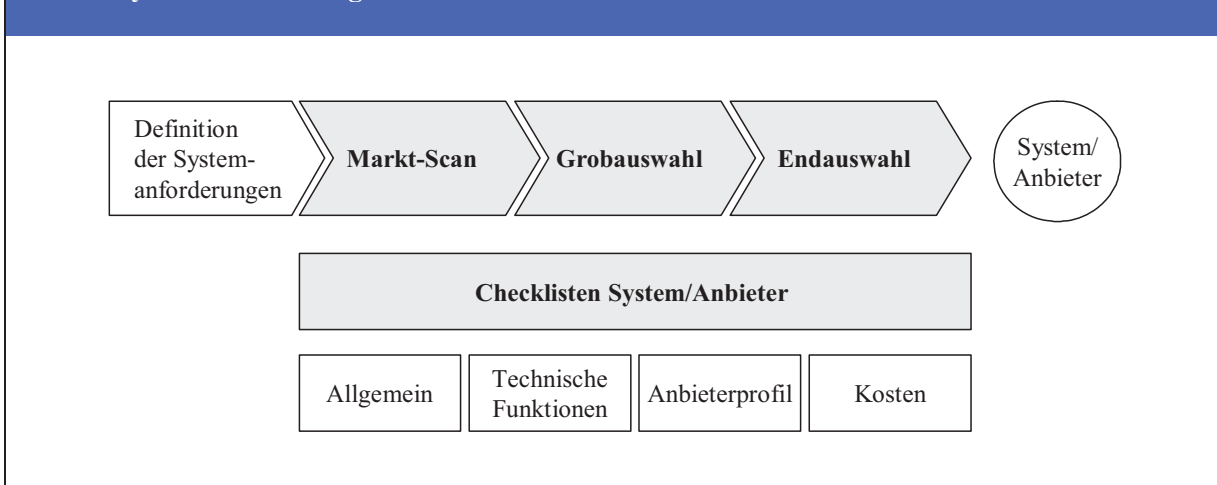 Definition
der System-
anforderungen
Markt-Scan
Grobauswahl
Endauswahl
System/
Anbieter
Checklisten System/Anbieter
Allgemein
Technische
Funktionen
Anbieterprofil
Kosten